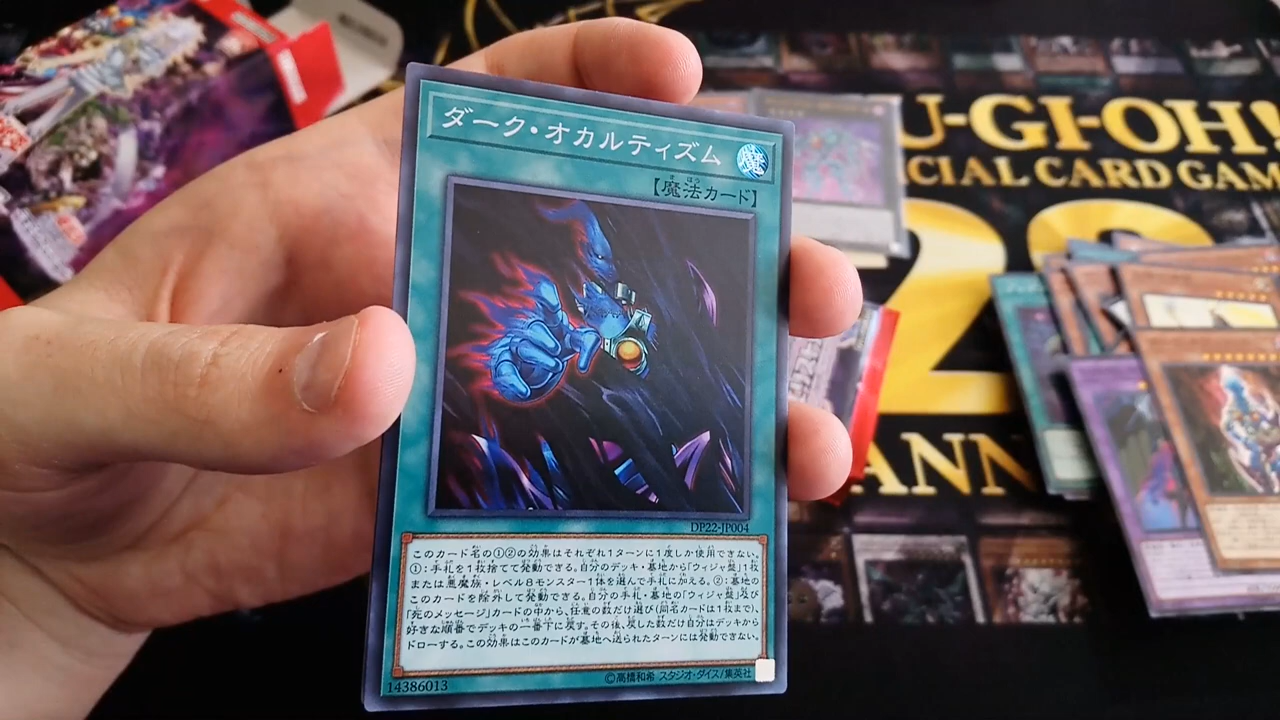 ダーク・オカルティズム
魔
【魔法カード】
DP22-JP004
このカード名の①②の効果はそれぞれ1ターンに1度しか使用できない。
①:手札を1枚捨てて発動できる。自分のデッキ・墓地から「ウィジャ盤」1枚
または悪魔族・レベル8モンスター1体を選んで手札に加える。②:墓地の
このカードを除外して発動できる。自分の手札・墓地の「ウィジャ盤」及び
「死のメッセージ」カードの中から、任意の数だけ選び(同名カードは1枚まで)、
好きな順番でデッキの一番下に戻す。その後、戻した数だけ自分はデッキから
ドローする。この効果はこのカードが墓地へ送られたターンには発動できない。
14386013
©高橋和希 スタジオ・ダイス/集英社
U-GI-OH!
CIAL CARD GAM
2
ANN